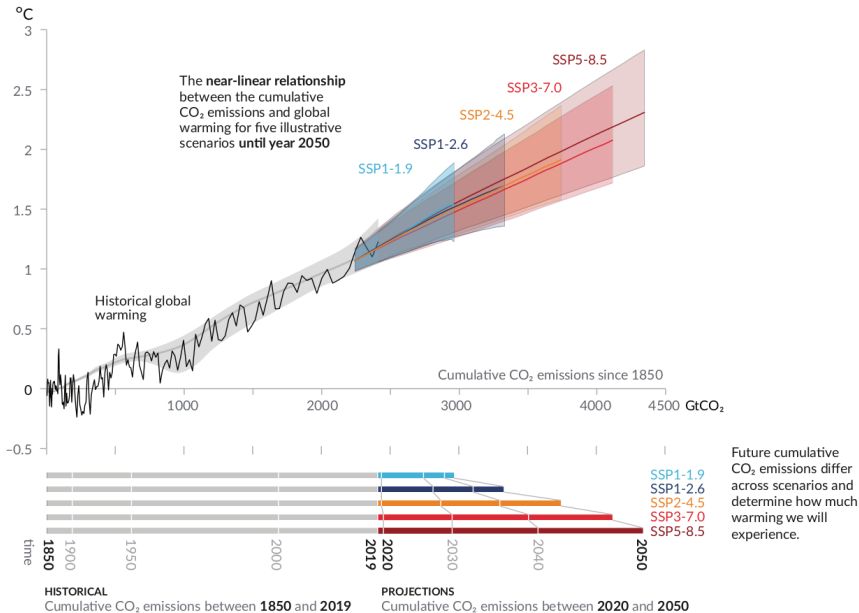 °C
3
2.5
2
1.5
1
0.5
0
−0.5
The near-linear relationship
between the cumulative
CO₂ emissions and global
warming for five illustrative
scenarios until year 2050
SSP5-8.5
SSP3-7.0
SSP2-4.5
SSP1-2.6
SSP1-1.9
Historical global
warming
Cumulative CO₂ emissions since 1850
1000
2000
3000
4000
4500
GtCO₂
SSP1-1.9
SSP1-2.6
SSP2-4.5
SSP3-7.0
SSP5-8.5
Future cumulative
CO₂ emissions differ
across scenarios and
determine how much
warming we will
experience.
time
1850
1900
1950
2000
2019
2020
2030
2040
2050
HISTORICAL
Cumulative CO₂ emissions between 1850 and 2019
PROJECTIONS
Cumulative CO₂ emissions between 2020 and 2050